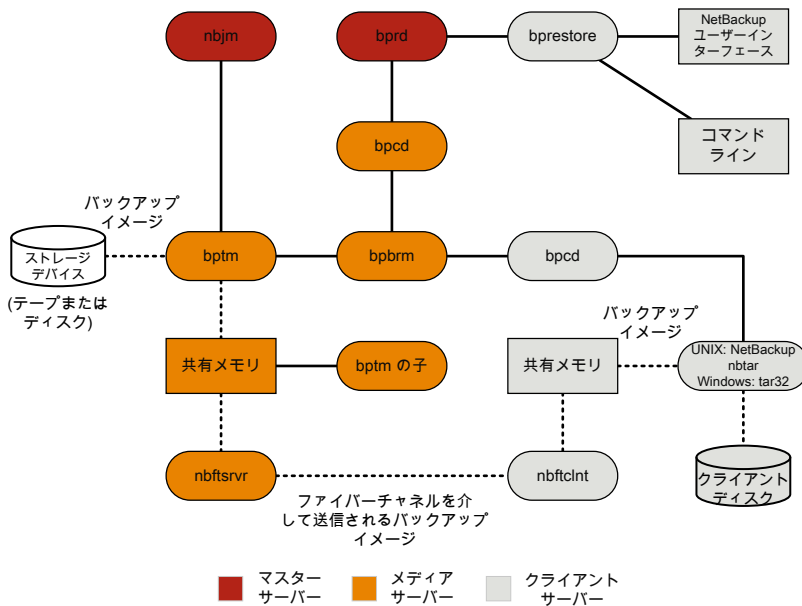 nbjm
bprd
bprestore
NetBackup
ユーザーイン
ターフェース
bpcd
コマンド
ライン
バックアップ
イメージ
ストレージ
デバイス
(テープまたは
ディスク)
bptm
bpbrm
bpcd
バックアップ
イメージ
共有メモリ
bptm の子
共有メモリ
UNIX: NetBackup
nbtar
Windows: tar32
nbftsrvr
nbftclnt
クライアント
ディスク
ファイバーチャネルを介
して送信されるバックアップ
イメージ
マスター
サーバー
メディア
サーバー
クライアント
サーバー